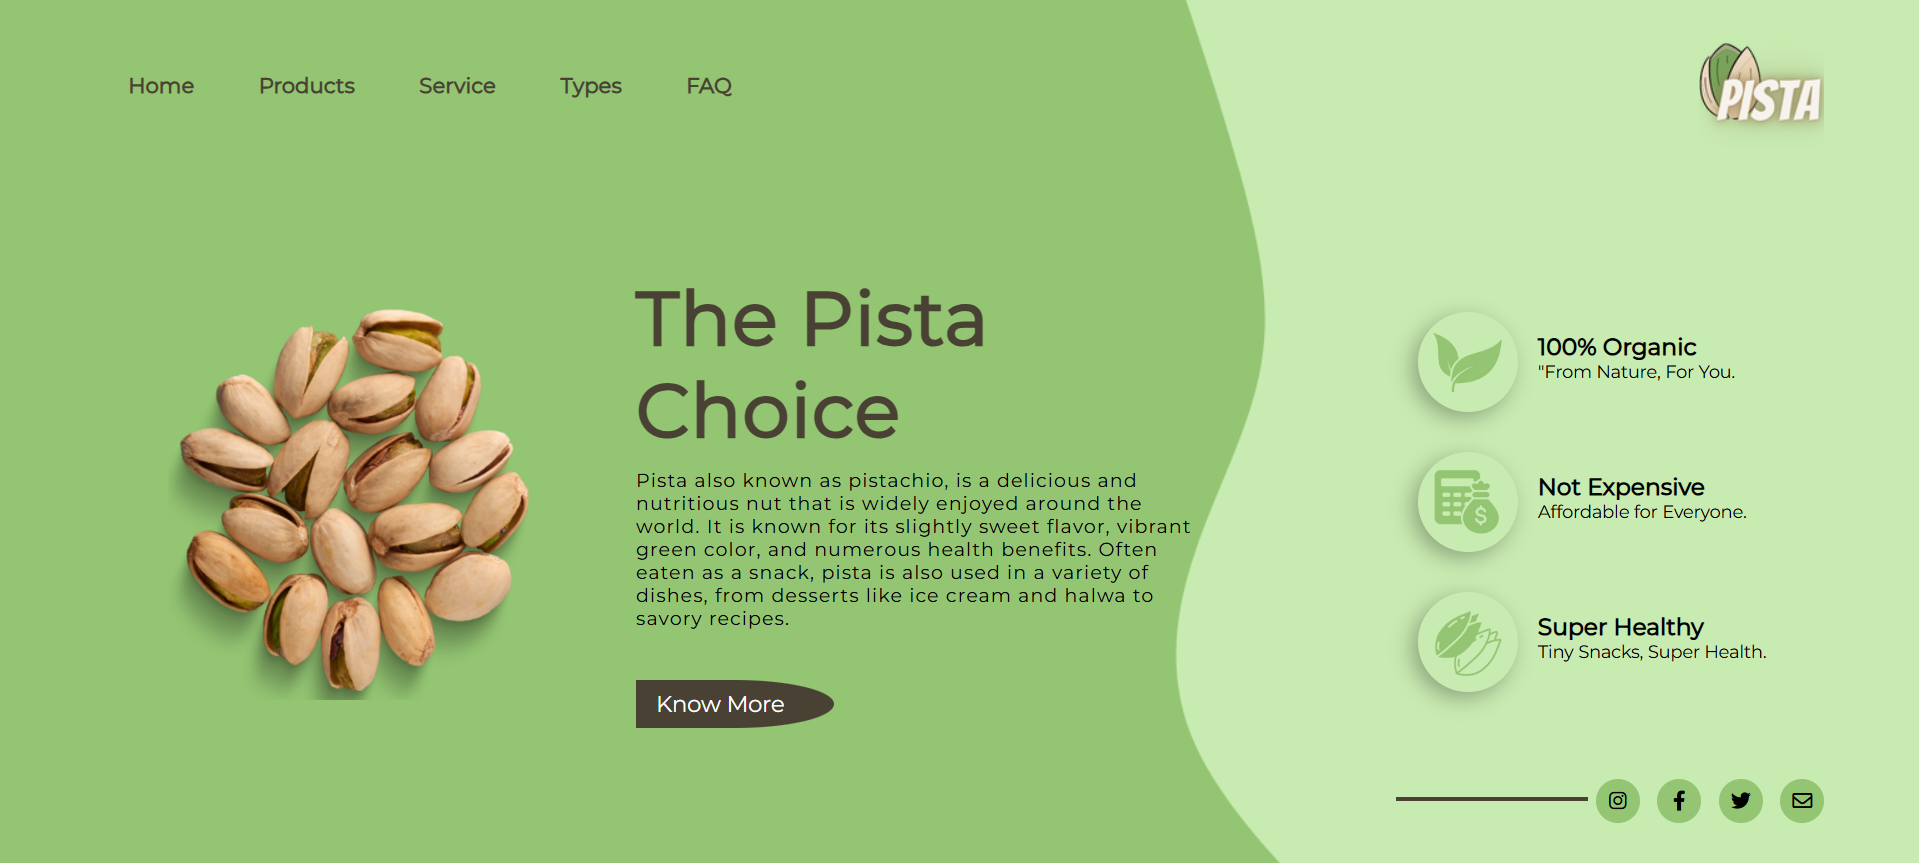 Home Products Service Types FAQ
PISTA
The Pista
Choice
Pista also known as pistachio, is a delicious and
nutritious nut that is widely enjoyed around the
world. It is known for its slightly sweet flavor, vibrant
green color, and numerous health benefits. Often
eaten as a snack, pista is also used in a variety of
dishes, from desserts like ice cream and halwa to
savory recipes.
Know More
100% Organic
"From Nature, For You.
Not Expensive
Affordable for Everyone.
Super Healthy
Tiny Snacks, Super Health.